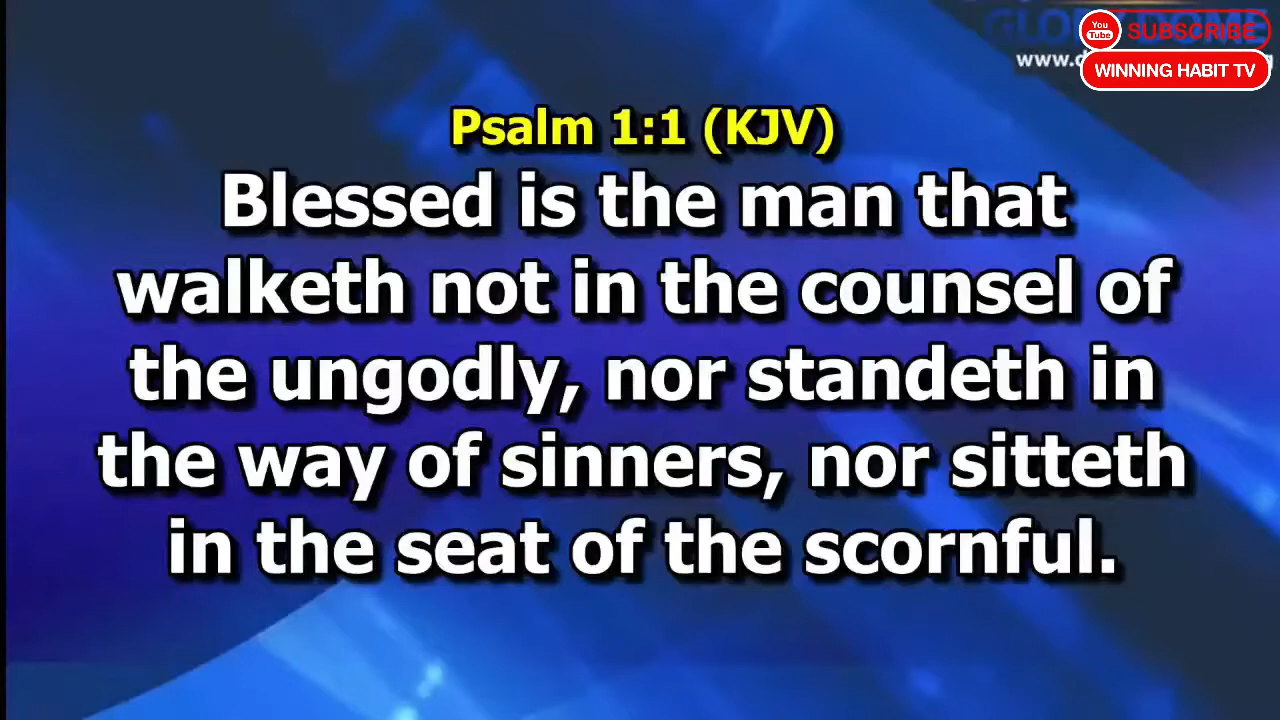 GLORY DOME
You
Tube
SUBSCRIBE
www.d
WINNING HABIT TV
Psalm 1:1 (KJV)
Blessed is the man that
walketh not in the counsel of
the ungodly, nor standeth in
the way of sinners, nor sitteth
in the seat of the scornful.